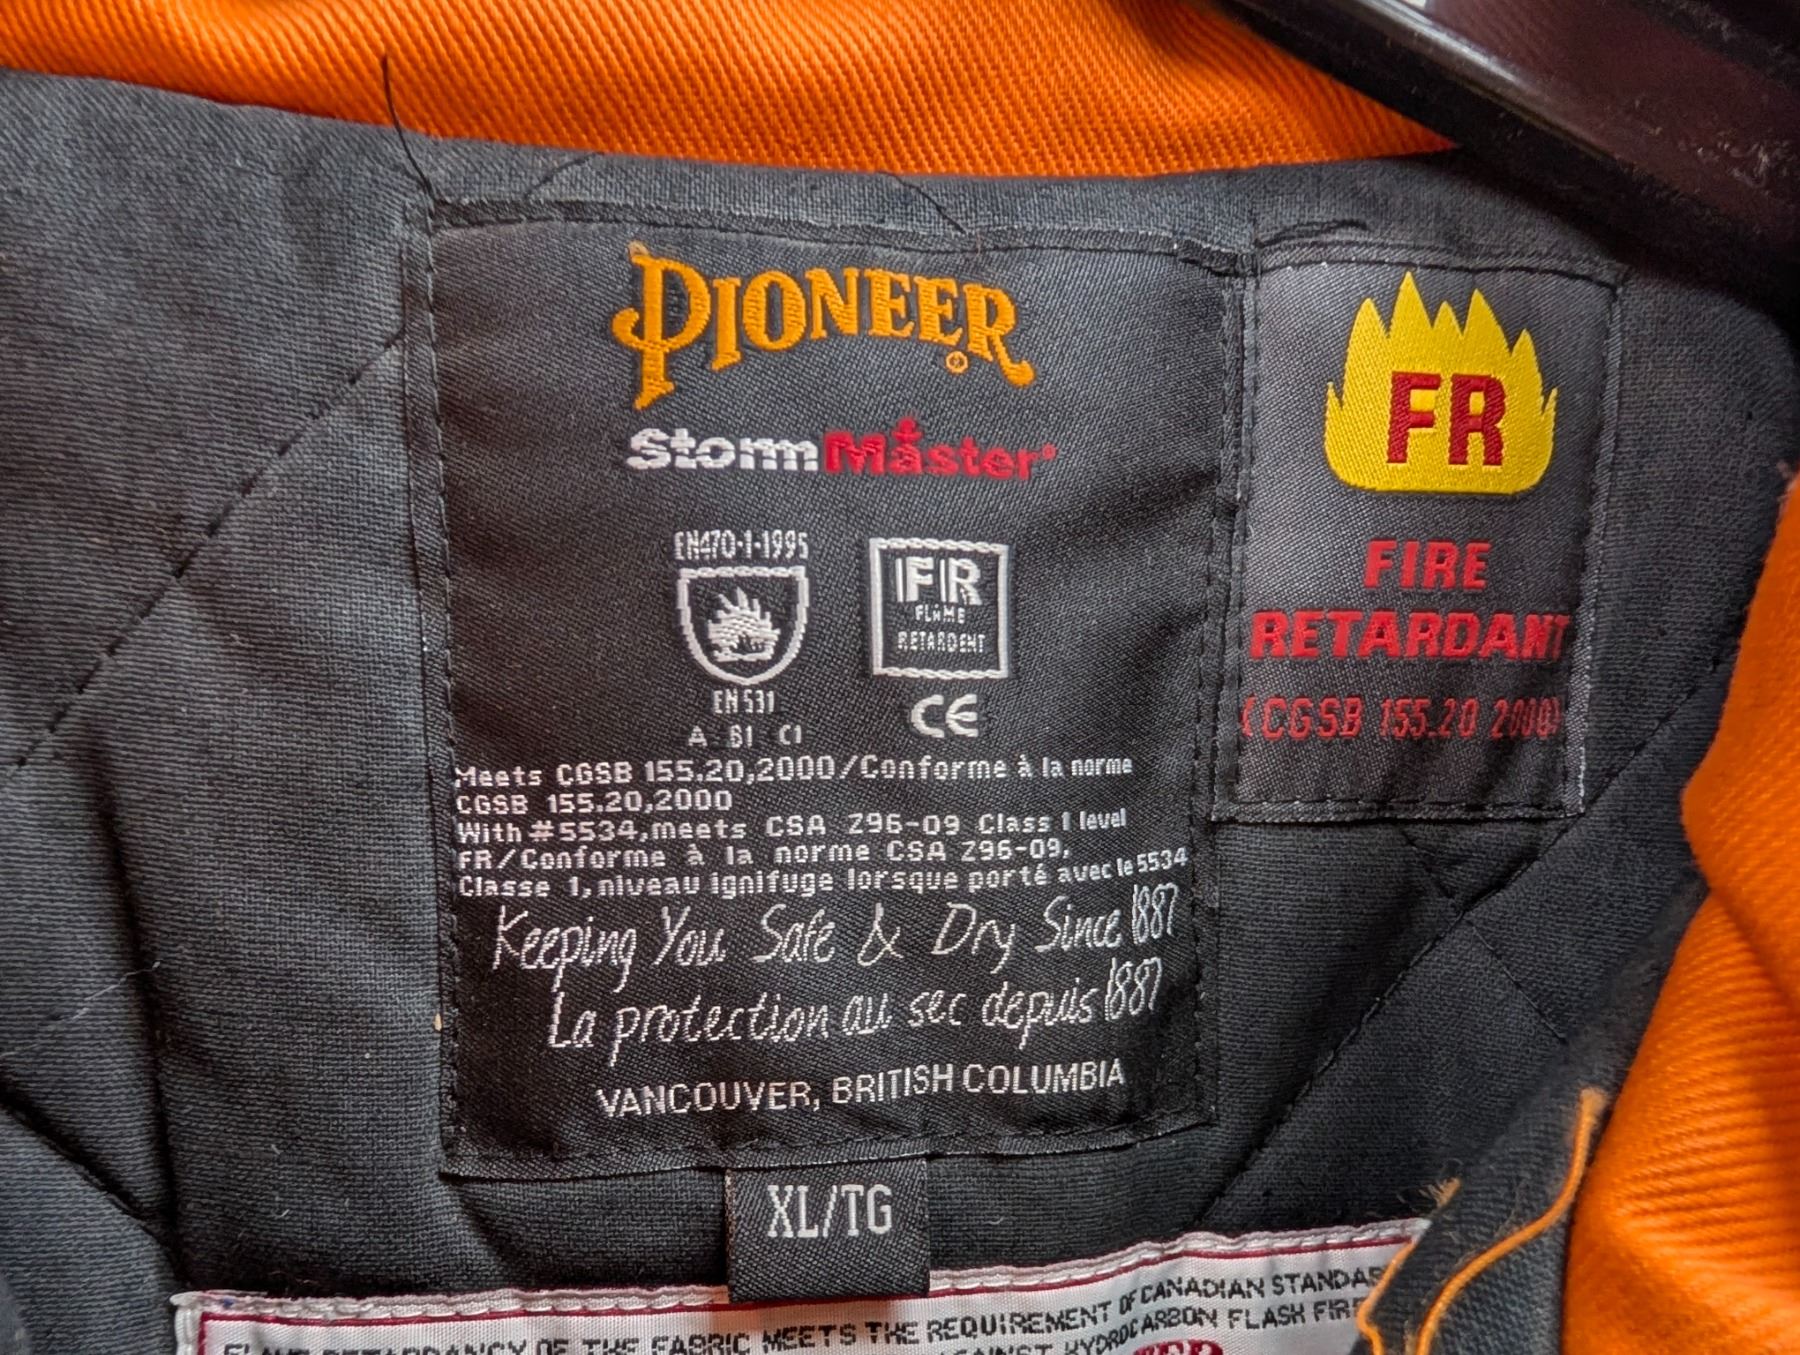 PIONEER®
StormMaster®
EN470-1-1995
FR
FLAME
RETARDENT
EN 531
A B1 C1
CE
Meets CGSB 155.20,2000/Conforme à la norme
CGSB 155.20,2000
With #5534,meets CSA Z96-09 Class 1 level
FR/Conforme à la norme CSA Z96-09,
Classe 1, niveau ignifuge lorsque porté avec le 5534
Keeping You Safe & Dry Since 1887
La protection au sec depuis 1887
VANCOUVER, BRITISH COLUMBIA
XL/TG
FR
FIRE
RETARDANT
(CGSB 155.20 2000)
OF THE FABRIC MEETS THE REQUIREMENT OF CANADIAN
HYDROCARBON FLASH FIRE